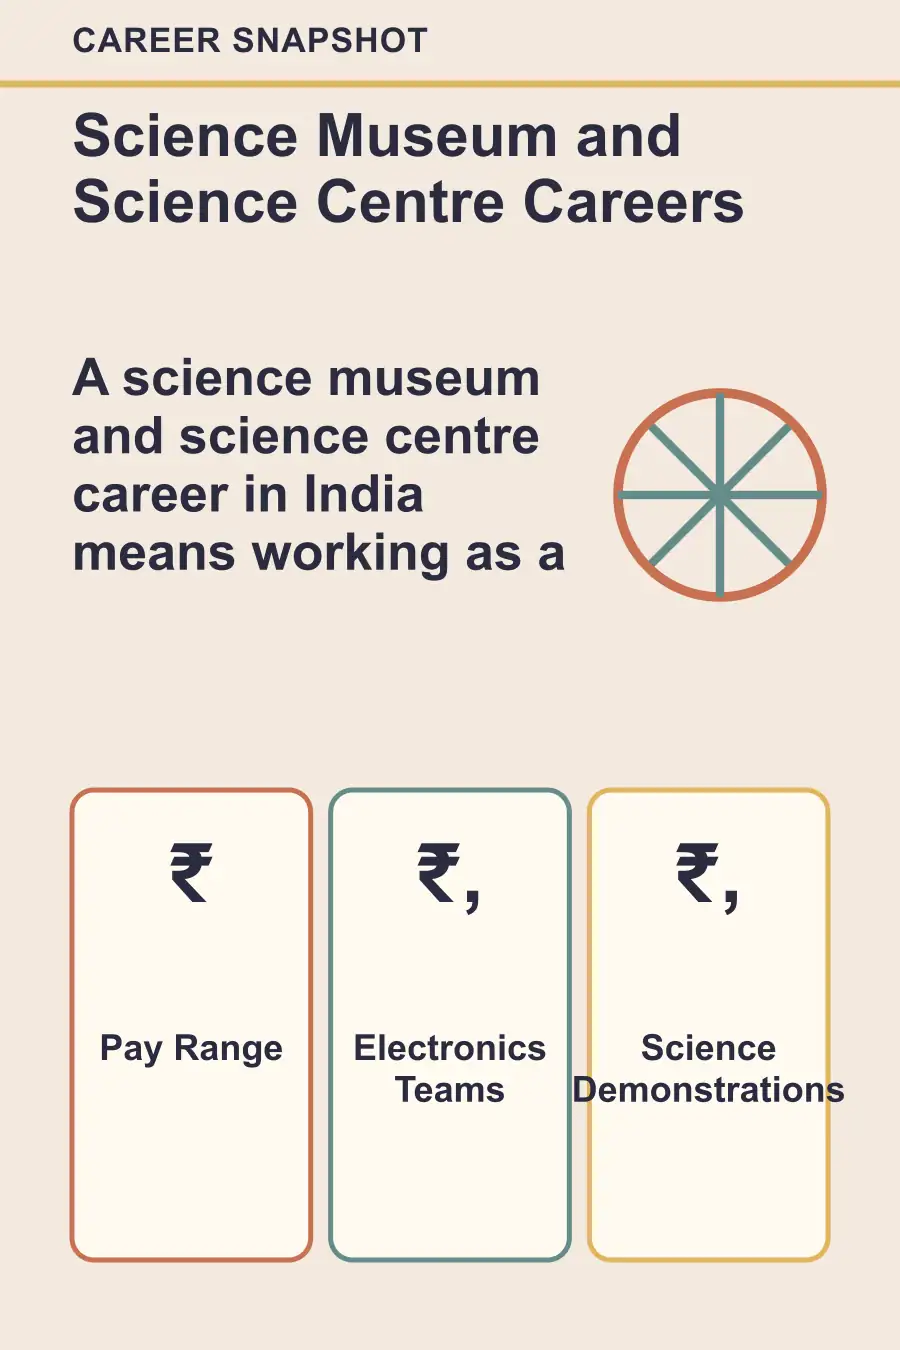 CAREER SNAPSHOT
Science Museum and
Science Centre Careers
A science museum
and science centre
career in India
means working as a
₹
Pay Range
₹,
Electronics
Teams
₹,
Science
Demonstrations